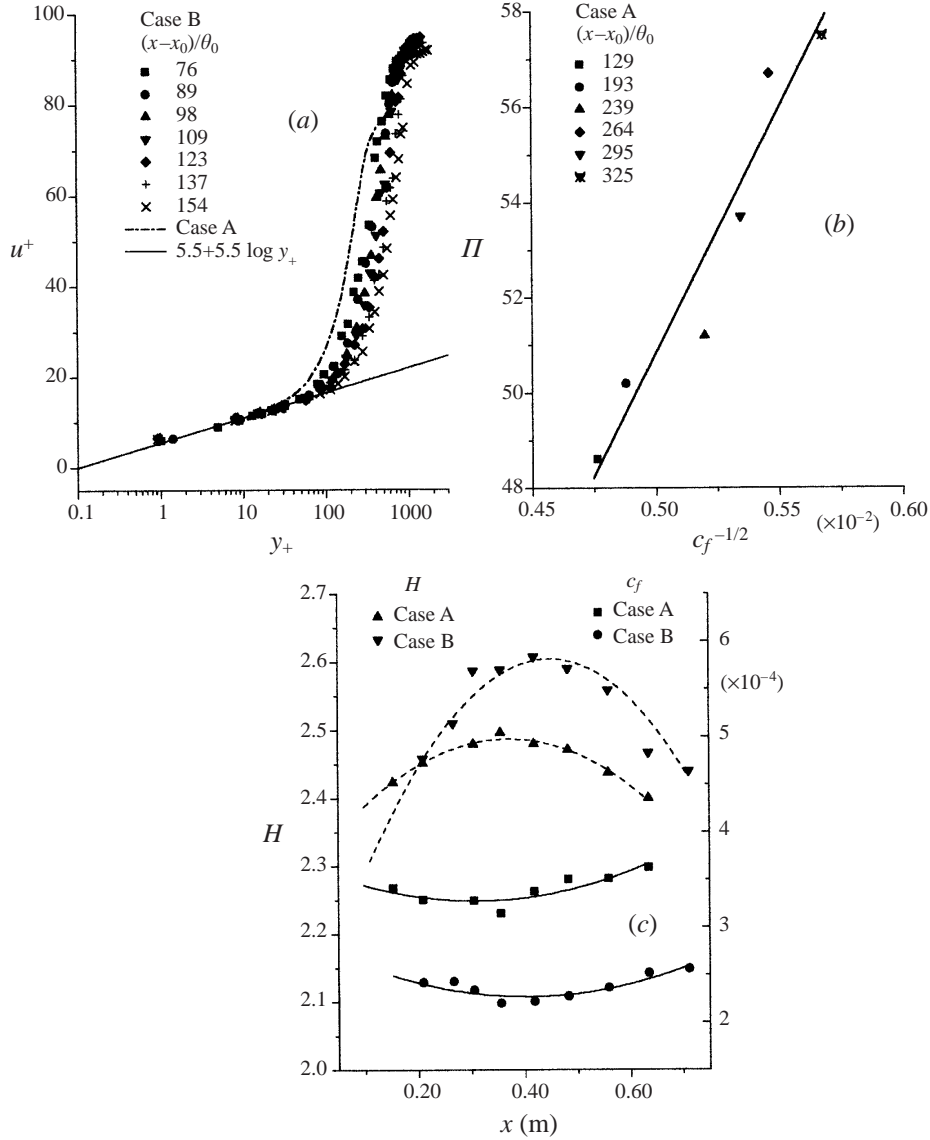 100
80
60
40
20
0
u⁺
0.1
1
10
100
1000
y₊
Case B
(x–x₀)/θ₀
76
89
98
109
123
137
154
Case A
5.5+5.5 log y₊
(a)
58
56
54
52
50
48
Π
0.45
0.50
0.55
0.60
(×10⁻²)
c_f⁻¹/²
Case A
(x–x₀)/θ₀
129
193
239
264
295
325
(b)
2.7
2.6
2.5
2.4
2.3
2.2
2.1
2.0
H
H
Case A
Case B
c_f
Case A
Case B
6
(×10⁻⁴)
5
4
3
2
(c)
0.20
0.40
0.60
x (m)